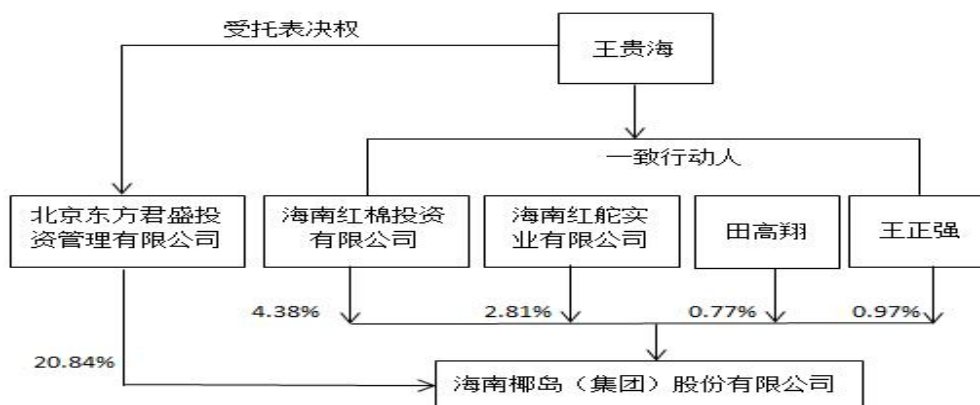 受托表决权
王贵海
一致行动人
北京东方君盛投
资管理有限公司
海南红棉投资
有限公司
海南红舵实
业有限公司
田高翔
王正强
4.38%
2.81%
0.77%
0.97%
20.84%
海南椰岛（集团）股份有限公司